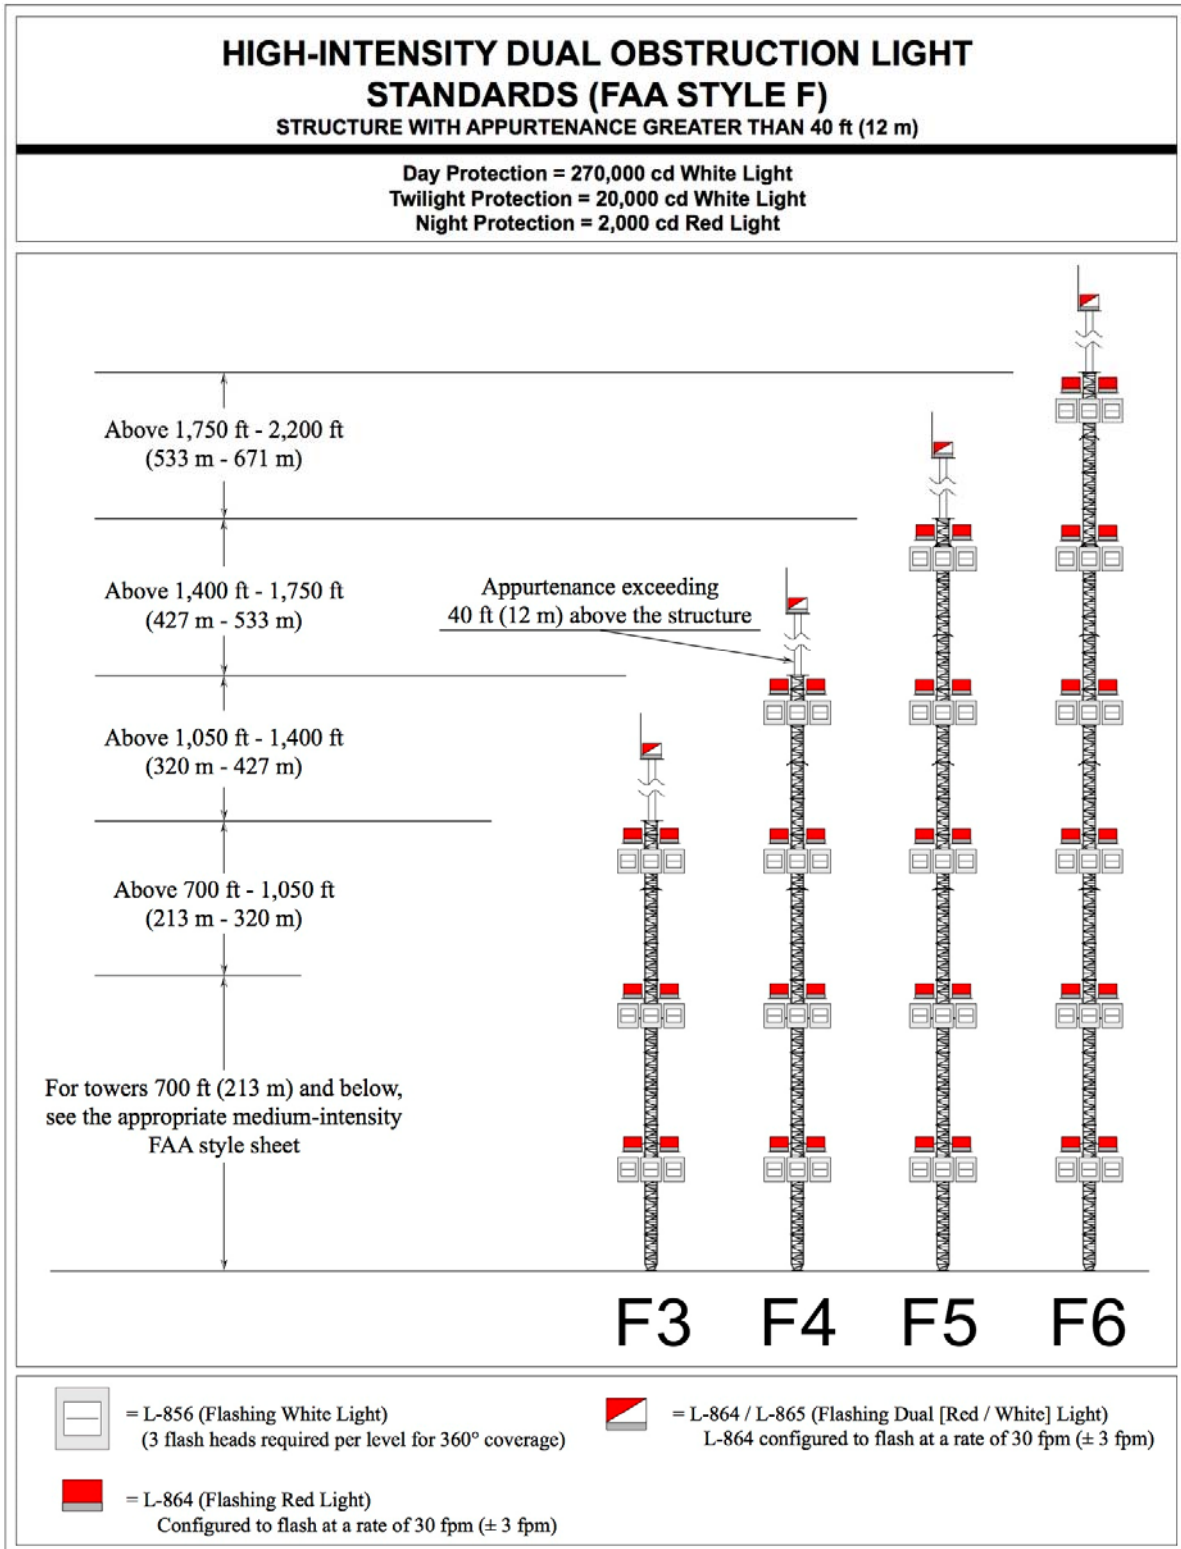 HIGH-INTENSITY DUAL OBSTRUCTION LIGHT
STANDARDS (FAA STYLE F)
STRUCTURE WITH APPURTENANCE GREATER THAN 40 ft (12 m)
Day Protection = 270,000 cd White Light
Twilight Protection = 20,000 cd White Light
Night Protection = 2,000 cd Red Light
Above 1,750 ft - 2,200 ft
(533 m - 671 m)
Above 1,400 ft - 1,750 ft
(427 m - 533 m)
Appurtenance exceeding
40 ft (12 m) above the structure
Above 1,050 ft - 1,400 ft
(320 m - 427 m)
Above 700 ft - 1,050 ft
(213 m - 320 m)
For towers 700 ft (213 m) and below,
see the appropriate medium-intensity
FAA style sheet
F3 F4 F5 F6
= L-856 (Flashing White Light)
(3 flash heads required per level for 360° coverage)
= L-864 / L-865 (Flashing Dual [Red / White] Light)
L-864 configured to flash at a rate of 30 fpm (± 3 fpm)
= L-864 (Flashing Red Light)
Configured to flash at a rate of 30 fpm (± 3 fpm)